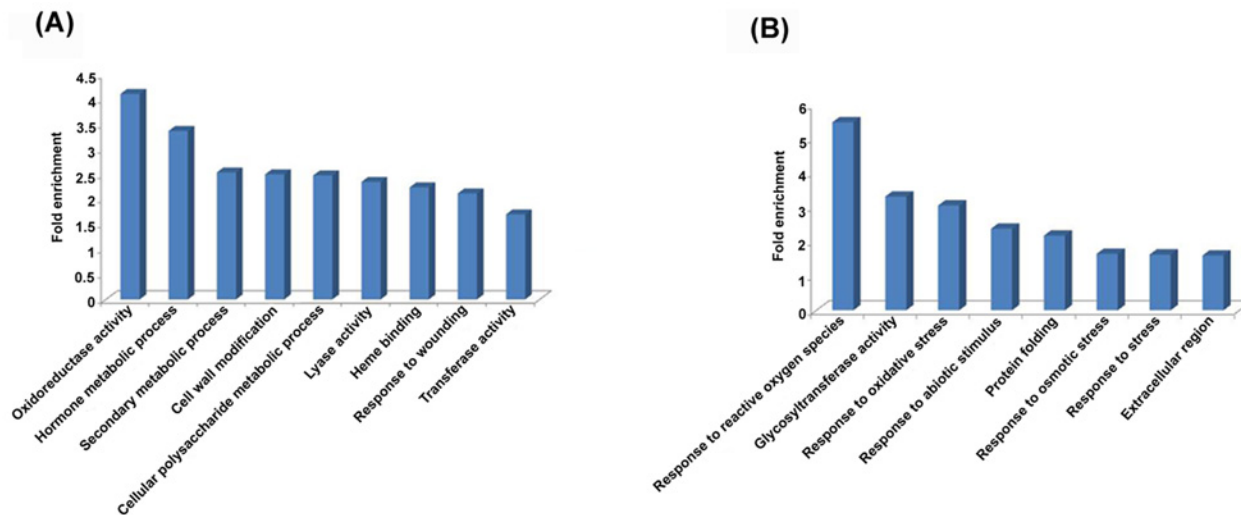 (A)
4.5
4
3.5
3
2.5
2
1.5
1
0.5
0
Fold enrichment
Oxidoreductase activity
Hormone metabolic process
Secondary metabolic process
Cell wall modification
Cellular polysaccharide metabolic process
Lyase activity
Heme binding
Response to wounding
Transferase activity
(B)
6
5
4
3
2
1
0
Fold enrichment
Response to reactive oxygen species
Glycosyltransferase activity
Response to oxidative stress
Response to abiotic stimulus
Protein folding
Response to osmotic stress
Response to stress
Extracellular region